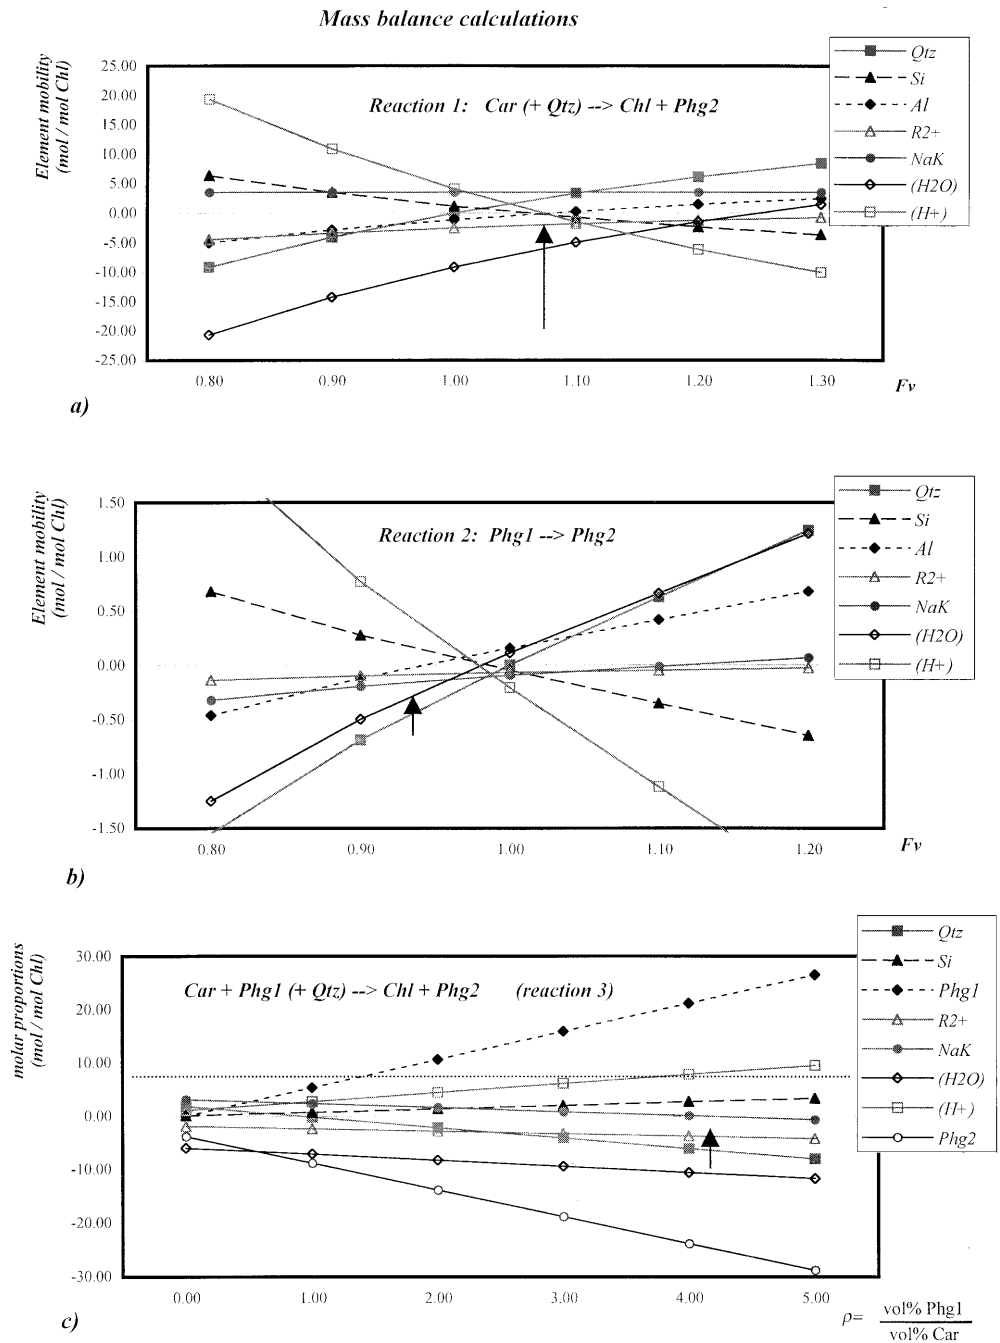 Mass balance calculations
Element mobility
(mol / mol Chl)
25.00
20.00
15.00
10.00
5.00
0.00
-5.00
-10.00
-15.00
-20.00
-25.00
Reaction 1: Car (+ Qtz) --> Chl + Phg2
Qtz
Si
Al
R2+
NaK
(H2O)
(H+)
0.80 0.90 1.00 1.10 1.20 1.30
Fv
a)
Element mobility
(mol / mol Chl)
1.50
1.00
0.50
0.00
-0.50
-1.00
-1.50
Reaction 2: Phg1 --> Phg2
Qtz
Si
Al
R2+
NaK
(H2O)
(H+)
0.80 0.90 1.00 1.10 1.20
Fv
b)
molar proportions
(mol / mol Chl)
30.00
20.00
10.00
0.00
-10.00
-20.00
-30.00
Car + Phg1 (+ Qtz) --> Chl + Phg2 (reaction 3)
Qtz
Si
Phg1
R2+
NaK
(H2O)
(H+)
Phg2
0.00 1.00 2.00 3.00 4.00 5.00
c)
ρ= vol% Phg1
vol% Car